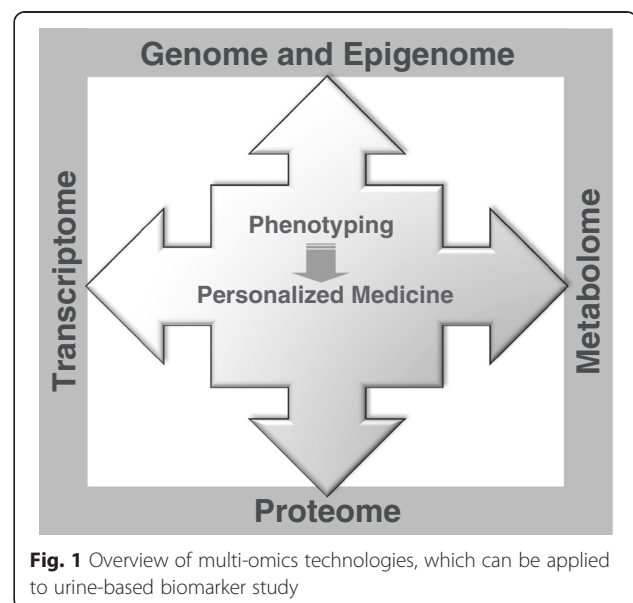 Genome and Epigenome
Transcriptome
Phenotyping
Personalized Medicine
Metabolome
Proteome
Fig. 1 Overview of multi-omics technologies, which can be applied
to urine-based biomarker study